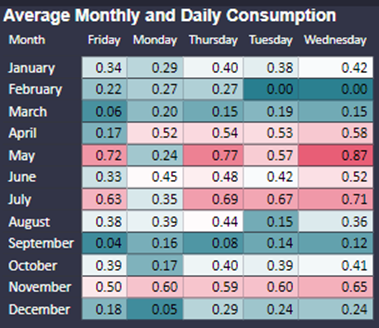 Average Monthly and Daily Consumption
Month Friday Monday Thursday Tuesday Wednesday
January 0.34 0.29 0.40 0.38 0.42
February 0.22 0.27 0.27 0.00 0.00
March 0.06 0.20 0.15 0.19 0.15
April 0.17 0.52 0.54 0.53 0.58
May 0.72 0.24 0.77 0.57 0.87
June 0.33 0.45 0.48 0.42 0.52
July 0.63 0.35 0.69 0.67 0.71
August 0.38 0.39 0.44 0.15 0.36
September 0.04 0.16 0.08 0.14 0.12
October 0.39 0.17 0.40 0.39 0.41
November 0.50 0.60 0.59 0.60 0.65
December 0.18 0.05 0.29 0.24 0.24